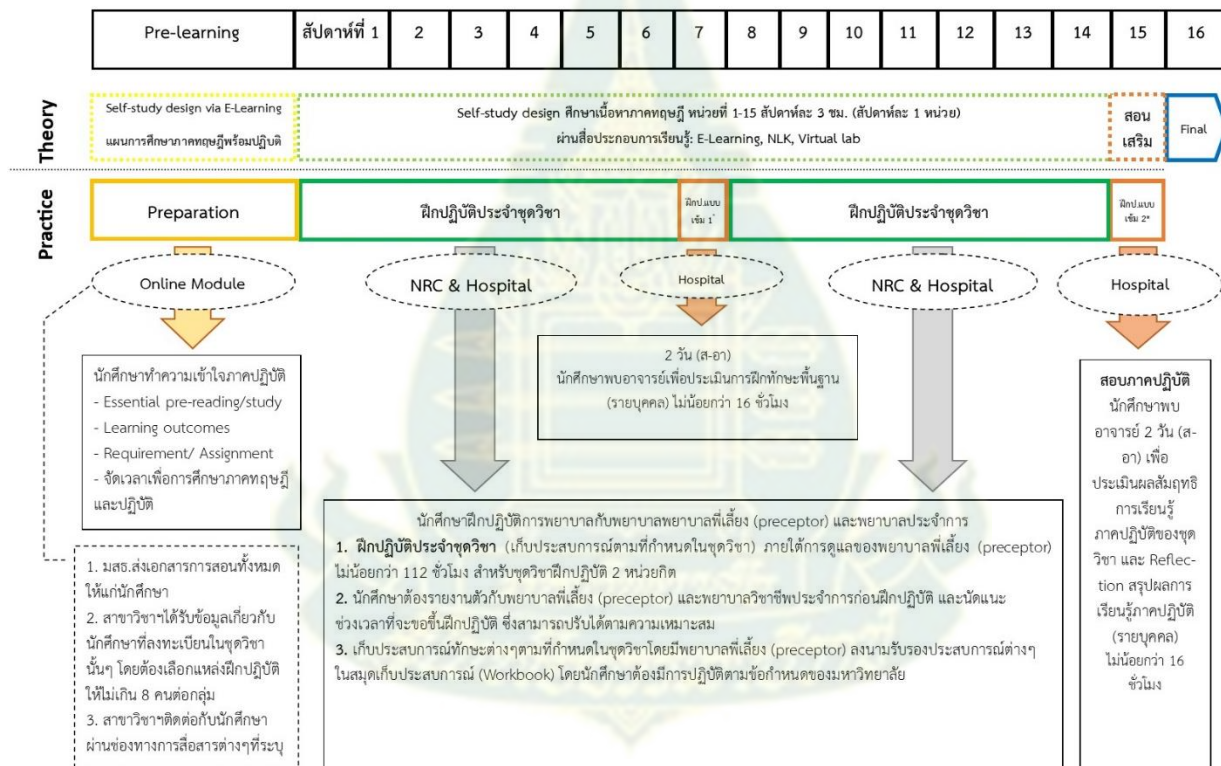 Pre-learning
สัปดาห์ที่ 1
2
3
4
5
6
7
8
9
10
11
12
13
14
15
16
Theory
Self-study design via E-Learning
แผนการศึกษาภาคทฤษฎีพร้อมปฏิบัติ
Self-study design ศึกษาเนื้อหาภาคทฤษฎี หน่วยที่ 1-15 สัปดาห์ละ 3 ชม. (สัปดาห์ละ 1 หน่วย)
ผ่านสื่อประกอบการเรียนรู้: E-Learning, NLK, Virtual lab
สอน
เสริม
Final
Practice
Preparation
ฝึกปฏิบัติประจำชุดวิชา
ฝึกป.แบบ
เข้ม 1
ฝึกปฏิบัติประจำชุดวิชา
ฝึกป.แบบ
เข้ม 2*
Online Module
NRC & Hospital
Hospital
NRC & Hospital
Hospital
นักศึกษาทำความเข้าใจภาคปฏิบัติ
- Essential pre-reading/study
- Learning outcomes
- Requirement/ Assignment
- จัดเวลาเพื่อการศึกษาภาคทฤษฎี
และปฏิบัติ
2 วัน (ส-อา)
นักศึกษาพบอาจารย์เพื่อประเมินการฝึกทักษะพื้นฐาน
(รายบุคคล) ไม่น้อยกว่า 16 ชั่วโมง
สอบภาคปฏิบัติ
นักศึกษาพบ
อาจารย์ 2 วัน (ส-
อา) เพื่อ
ประเมินผลสัมฤทธิ
การเรียนรู้
ภาคปฏิบัติของชุด
วิชา และ Reflec-
tion สรุปผลการ
เรียนรู้ภาคปฏิบัติ
(รายบุคคล)
ไม่น้อยกว่า 16
ชั่วโมง
1. มสธ.ส่งเอกสารการสอนทั้งหมด
ให้แก่นักศึกษา
2. สาขาวิชาฯได้รับข้อมูลเกี่ยวกับ
นักศึกษาที่ลงทะเบียนในชุดวิชา
นั้นๆ โดยต้องเลือกแหล่งฝึกปฏิบัติ
ให้ไม่เกิน 8 คนต่อกลุ่ม
3. สาขาวิชาฯติดต่อกับนักศึกษา
ผ่านช่องทางการสื่อสารต่างๆที่ระบุ
นักศึกษาฝึกปฏิบัติการพยาบาลกับพยาบาลพยาบาลพี่เลี้ยง (preceptor) และพยาบาลประจำการ
1. ฝึกปฏิบัติประจำชุดวิชา (เก็บประสบการณ์ตามที่กำหนดในชุดวิชา) ภายใต้การดูแลของพยาบาลพี่เลี้ยง (preceptor)
ไม่น้อยกว่า 112 ชั่วโมง สำหรับชุดวิชาฝึกปฏิบัติ 2 หน่วยกิต
2. นักศึกษาต้องรายงานตัวกับพยาบาลพี่เลี้ยง (preceptor) และพยาบาลวิชาชีพประจำการก่อนฝึกปฏิบัติ และนัดแนะ
ช่วงเวลาที่จะขอขึ้นฝึกปฏิบัติ ซึ่งสามารถปรับได้ตามความเหมาะสม
3. เก็บประสบการณ์ทักษะต่างๆตามที่กำหนดในชุดวิชาโดยมีพยาบาลพี่เลี้ยง (preceptor) ลงนามรับรองประสบการณ์ต่างๆ
ในสมุดเก็บประสบการณ์ (Workbook) โดยนักศึกษาต้องมีการปฏิบัติตามข้อกำหนดของมหาวิทยาลัย